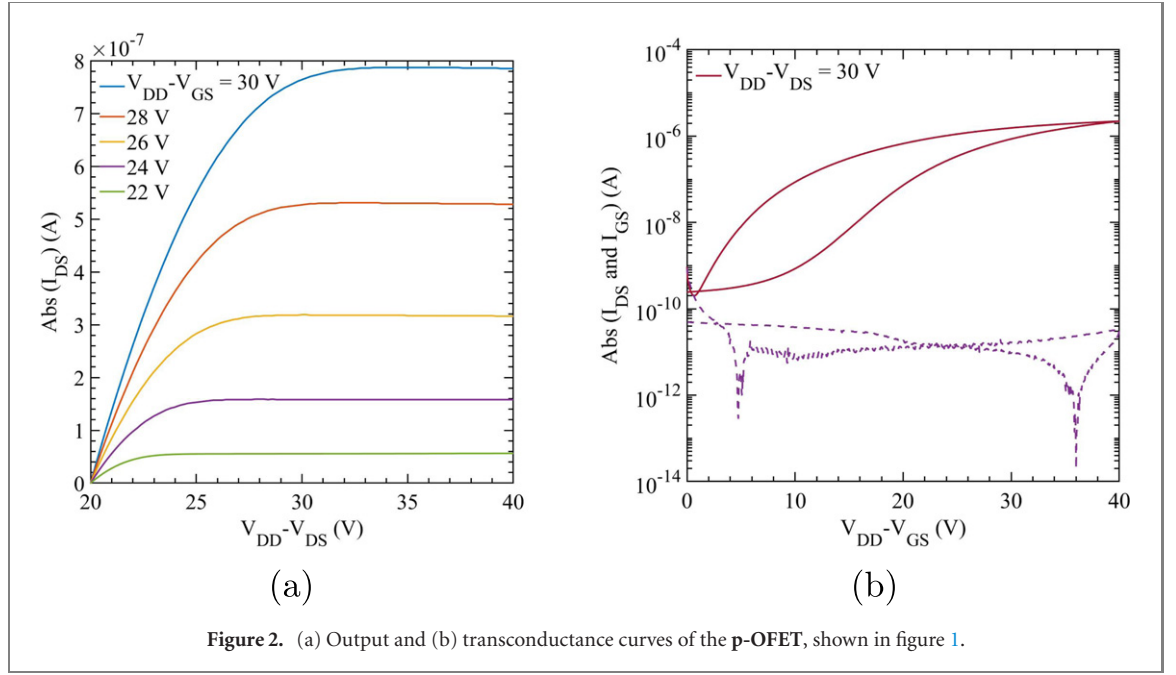 ×10⁻⁷
8
7
6
5
4
3
2
1
0
Abs (I_DS) (A)
V_DD-V_GS = 30 V
28 V
26 V
24 V
22 V
20 25 30 35 40
V_DD-V_DS (V)
(a)
10⁻⁴
10⁻⁶
10⁻⁸
10⁻¹⁰
10⁻¹²
10⁻¹⁴
Abs (I_DS and I_GS) (A)
V_DD-V_DS = 30 V
0 10 20 30 40
V_DD-V_GS (V)
(b)
Figure 2. (a) Output and (b) transconductance curves of the p-OFET, shown in figure 1.